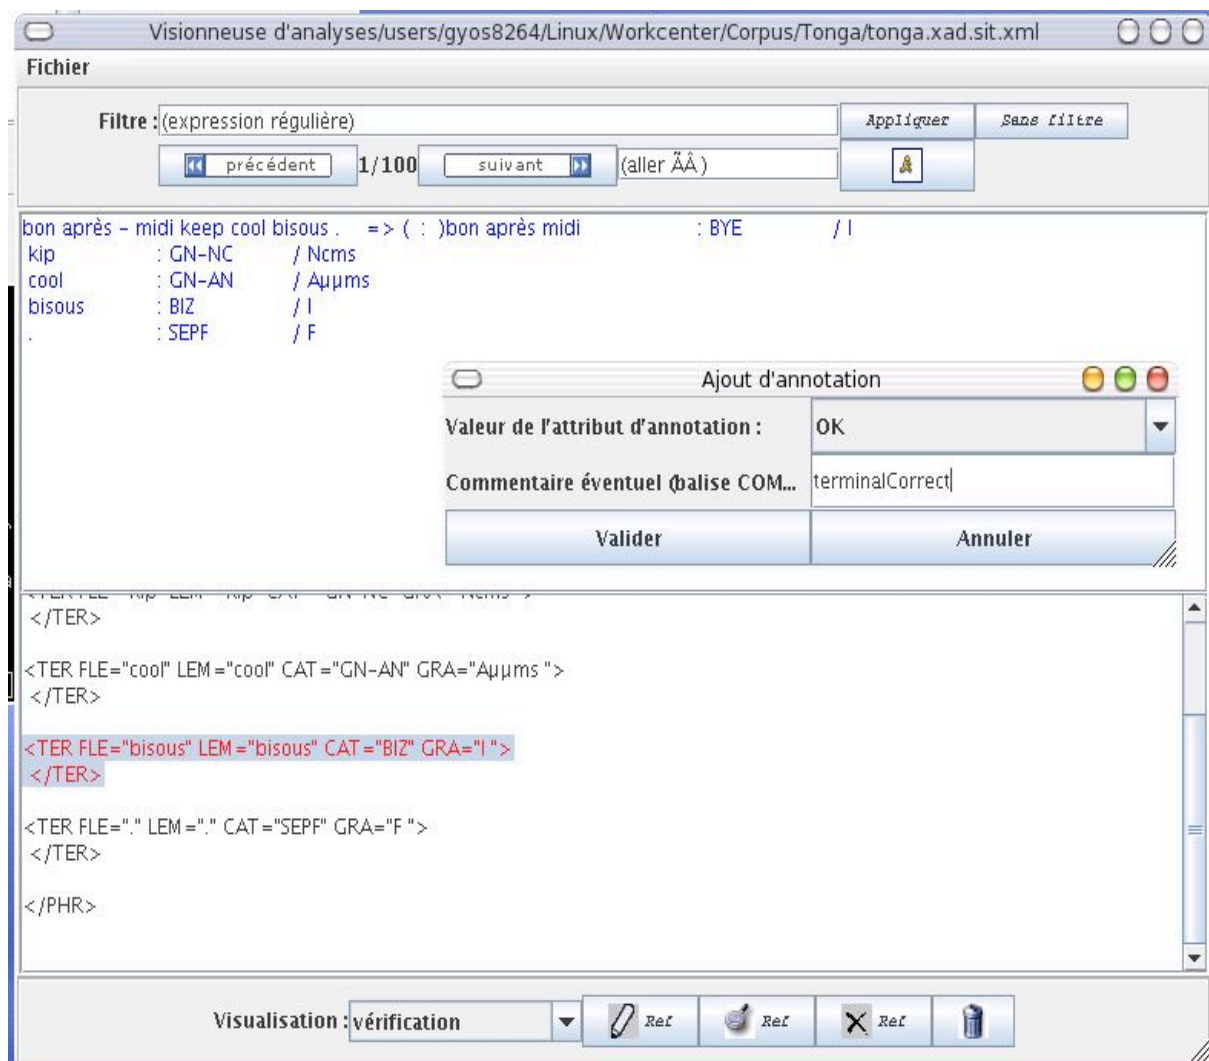 Visionneuse d'analyses/users/gyos8264/Linux/Workcenter/Corpus/Tonga/tonga.xad.sit.xml
Fichier
Filtre : (expression régulière) Appliquer Sans filtre
précédent 1/100 suivant (aller ÃÂ )
bon après - midi keep cool bisous . => ( : )bon après midi : BYE / I
kip : GN-NC / Ncms
cool : GN-AN / Aµµms
bisous : BIZ / I
. : SEPF / F
Ajout d'annotation
Valeur de l'attribut d'annotation : OK
Commentaire éventuel (balise COM... terminalCorrect
Valider Annuler
</TER>
<TER FLE="cool" LEM="cool" CAT="GN-AN" GRA="Aµµms ">
</TER>
<TER FLE="bisous" LEM="bisous" CAT="BIZ" GRA="I ">
</TER>
<TER FLE="." LEM="." CAT="SEPF" GRA="F ">
</TER>
</PHR>
Visualisation : vérification Ref Ref Ref